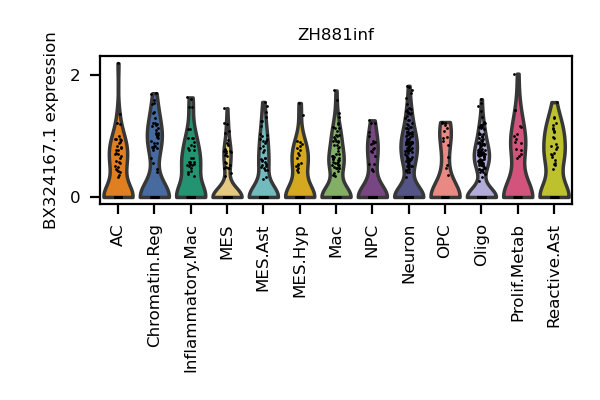 ZH881inf
BX324167.1 expression
2
0
AC
Chromatin.Reg
Inflammatory.Mac
MES
MES.Ast
MES.Hyp
Mac
NPC
Neuron
OPC
Oligo
Prolif.Metab
Reactive.Ast